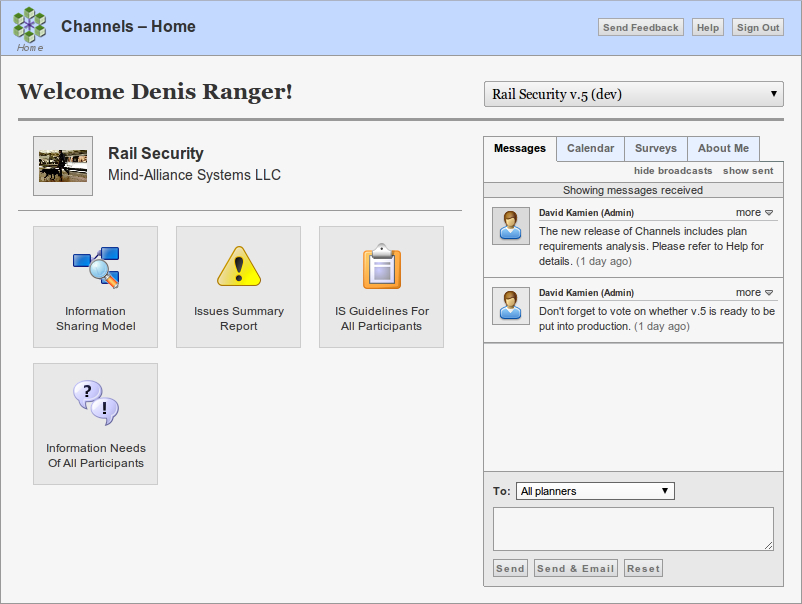 Home
Channels – Home
Send Feedback
Help
Sign Out
Welcome Denis Ranger!
Rail Security v.5 (dev)
Rail Security
Mind-Alliance Systems LLC
Information
Sharing Model
Issues Summary
Report
IS Guidelines For
All Participants
Information Needs
Of All Participants
Messages
Calendar
Surveys
About Me
hide broadcasts
show sent
Showing messages received
David Kamien (Admin)
more
The new release of Channels includes plan
requirements analysis. Please refer to Help for
details. (1 day ago)
David Kamien (Admin)
more
Don't forget to vote on whether v.5 is ready to be
put into production. (1 day ago)
To:
All planners
Send
Send & Email
Reset